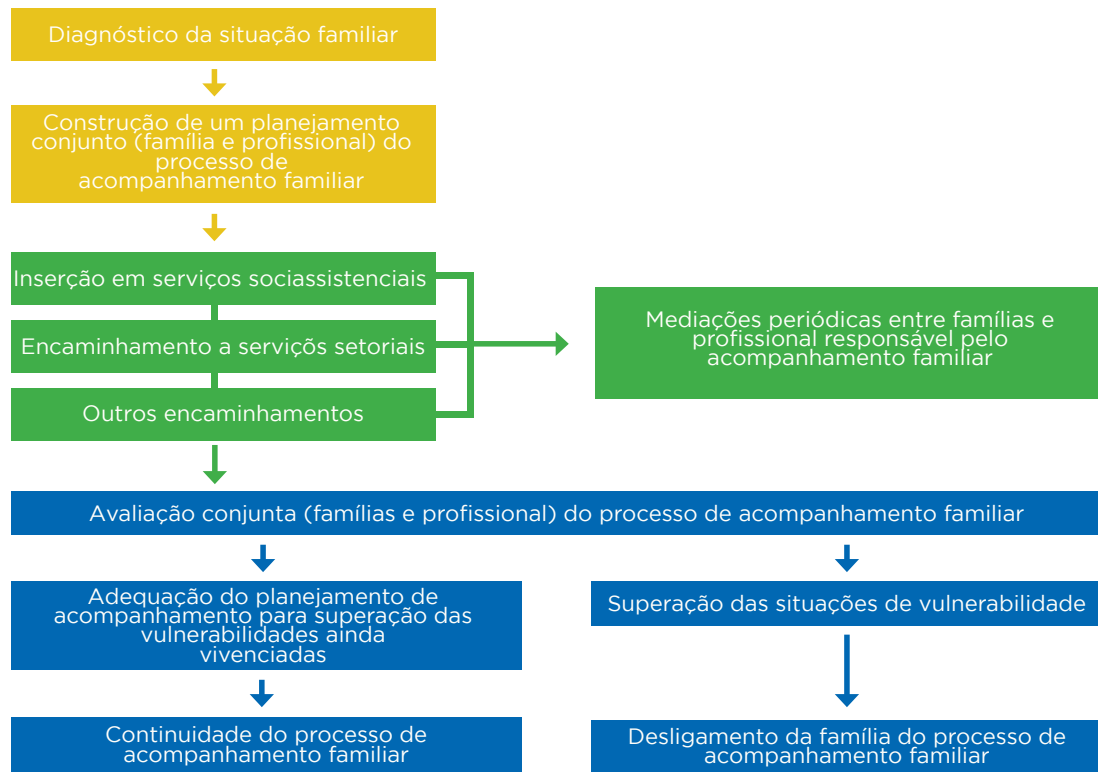 Diagnóstico da situação familiar
Construção de um planejamento
conjunto (família e profissional) do
processo de
acompanhamento familiar
Inserção em serviços sociassistenciais
Encaminhamento a serviçõs setoriais
Outros encaminhamentos
Mediações periódicas entre famílias e
profissional responsável pelo
acompanhamento familiar
Avaliação conjunta (famílias e profissional) do processo de acompanhamento familiar
Adequação do planejamento de
acompanhamento para superação das
vulnerabilidades ainda
vivenciadas
Continuidade do processo de
acompanhamento familiar
Superação das situações de vulnerabilidade
Desligamento da família do processo de
acompanhamento familiar